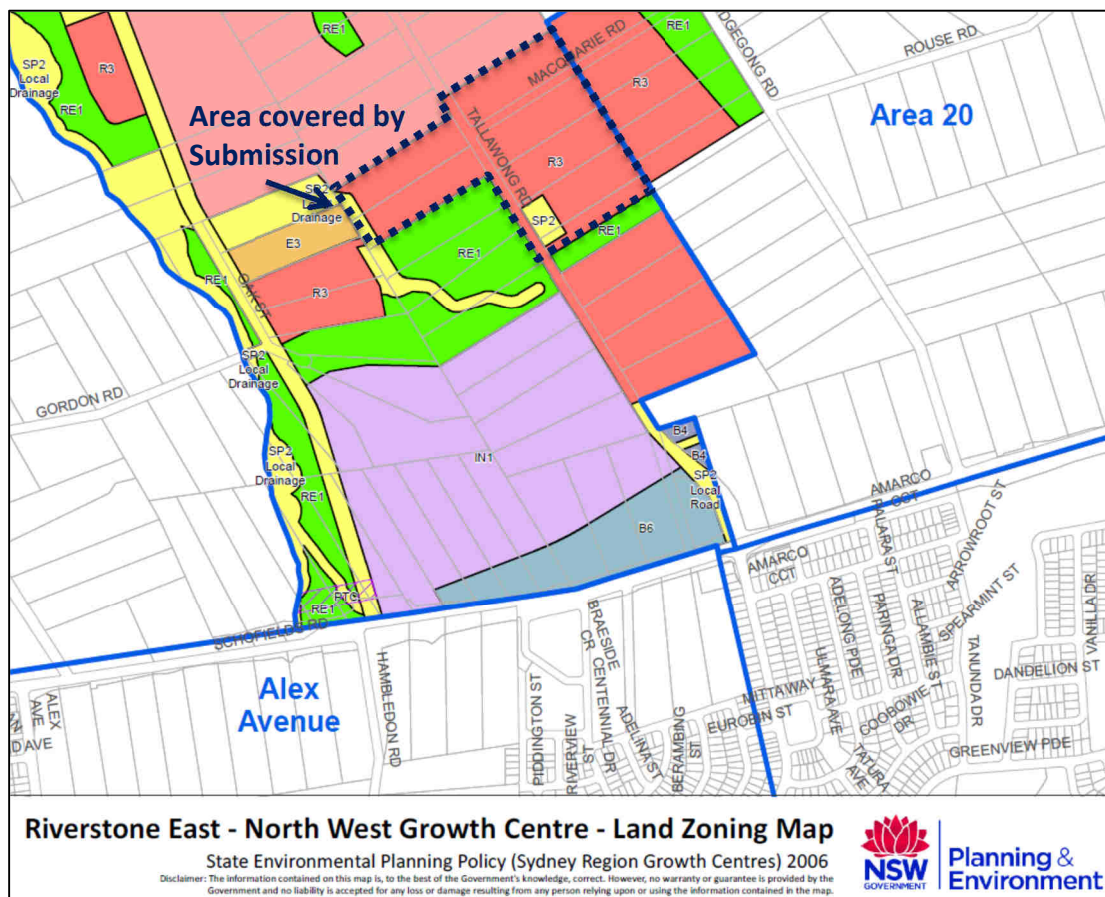 RE1
SP2
Local
Drainage
R3
RE1
Area covered by
Submission
MACQUARIE RD
RE1
ROUSE RD
R3
Area 20
TALLAWONG RD
R3
SP2
Local
Drainage
E3
RE1
SP2
RE1
RE1
OAK ST
R3
SP2
Local
Drainage
GORDON RD
SP2
Local
Drainage
RE1
IN1
B4
B4
SP2
Local
Road
B6
RE1
SCHOFIELDS RD
AMARCO
CCT
AMARCO
CCT
BALARA ST
ARROWROOT ST
ADELONG PDE
PARINGA DR
ALLAMBIE ST
SPEARMINT ST
VANILLA DR
ULMARA AVE
TANUNDA DR
DANDELION ST
COOBOWIE
DR
GREENVIEW PDE
TATURA
AVE
MITTAWAY
EUROBIN ST
BRAESIDE
CR
CENTENNIAL DR
PIDDINGTON ST
RIVERVIEW
ST
ADELINA ST
BERAMBING
ST
HAMBLEDON RD
Alex
Avenue
ALEX
AVE
D AVE
Riverstone East - North West Growth Centre - Land Zoning Map
State Environmental Planning Policy (Sydney Region Growth Centres) 2006
Disclaimer: The information contained on this map is, to the best of the Government's knowledge, correct. However, no warranty or guarantee is provided by the
Government and no liability is accepted for any loss or damage resulting from any person relying upon or using the information contained in the map.
NSW
GOVERNMENT
Planning &
Environment